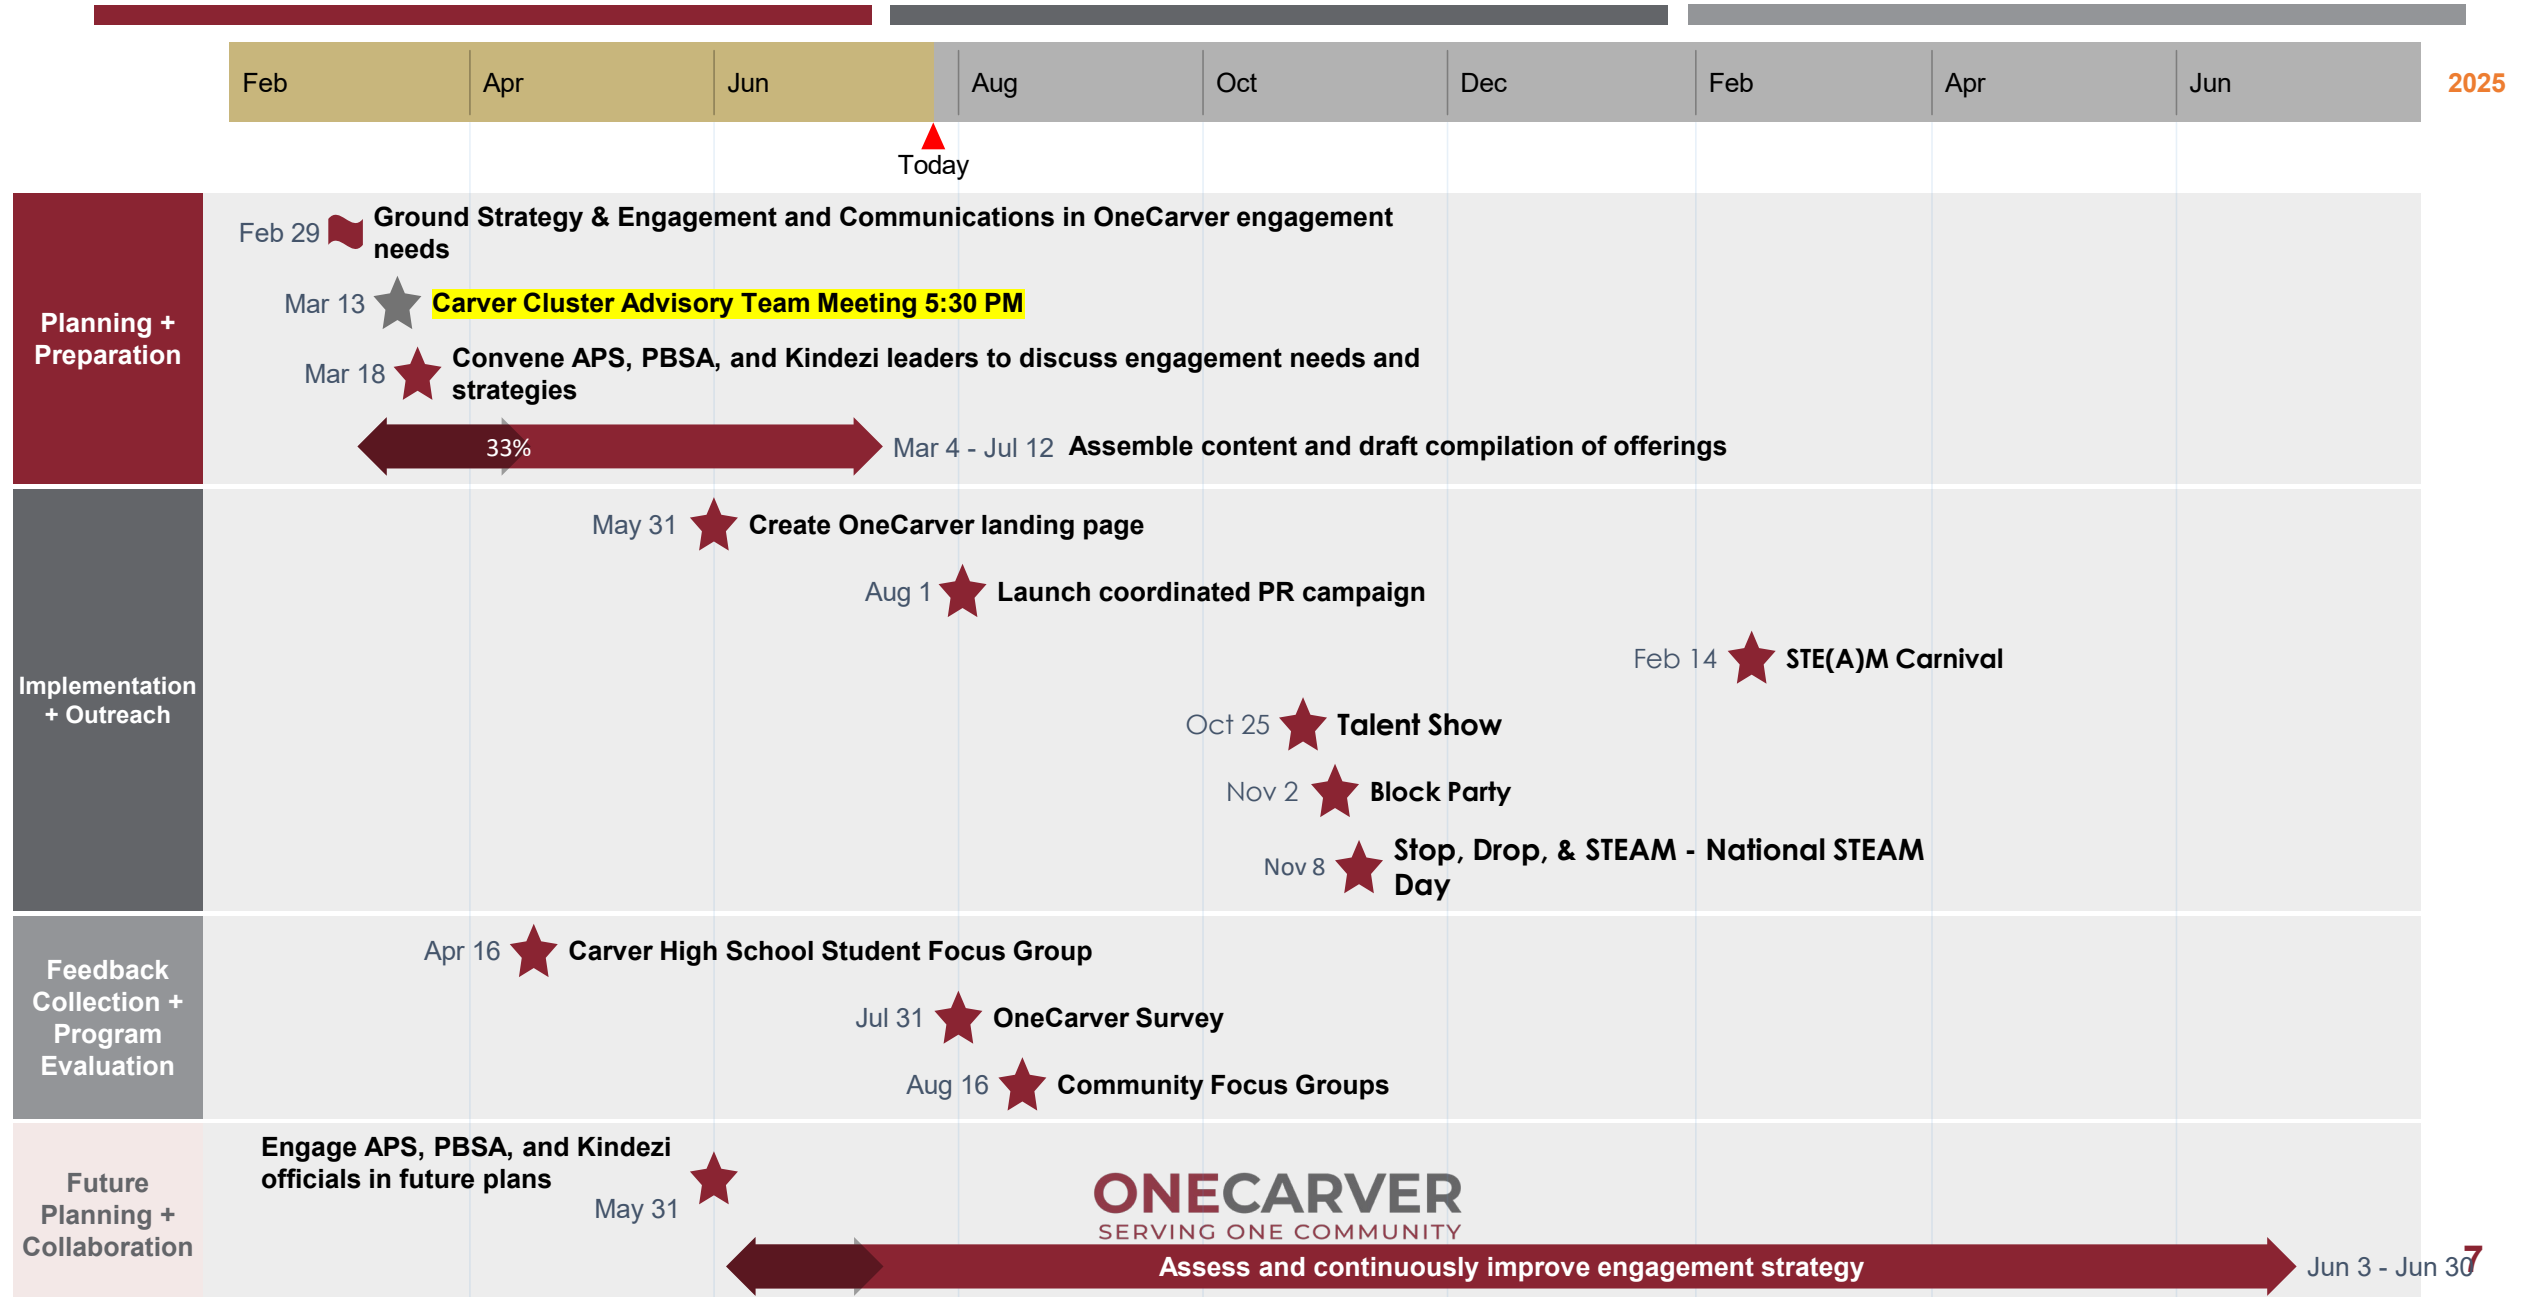 Feb
Apr
Jun
Aug
Oct
Dec
Feb
Apr
Jun
2025
Today
Planning +
Preparation
Feb 29
Ground Strategy & Engagement and Communications in OneCarver engagement
needs
Mar 13
Carver Cluster Advisory Team Meeting 5:30 PM
Mar 18
Convene APS, PBSA, and Kindezi leaders to discuss engagement needs and
strategies
33%
Mar 4 - Jul 12
Assemble content and draft compilation of offerings
Implementation
+ Outreach
May 31
Create OneCarver landing page
Aug 1
Launch coordinated PR campaign
Feb 14
STE(A)M Carnival
Oct 25
Talent Show
Nov 2
Block Party
Nov 8
Stop, Drop, & STEAM - National STEAM
Day
Feedback
Collection +
Program
Evaluation
Apr 16
Carver High School Student Focus Group
Jul 31
OneCarver Survey
Aug 16
Community Focus Groups
Future
Planning +
Collaboration
Engage APS, PBSA, and Kindezi
officials in future plans
May 31
ONECARVER
SERVING ONE COMMUNITY
Assess and continuously improve engagement strategy
Jun 3 - Jun 30
7